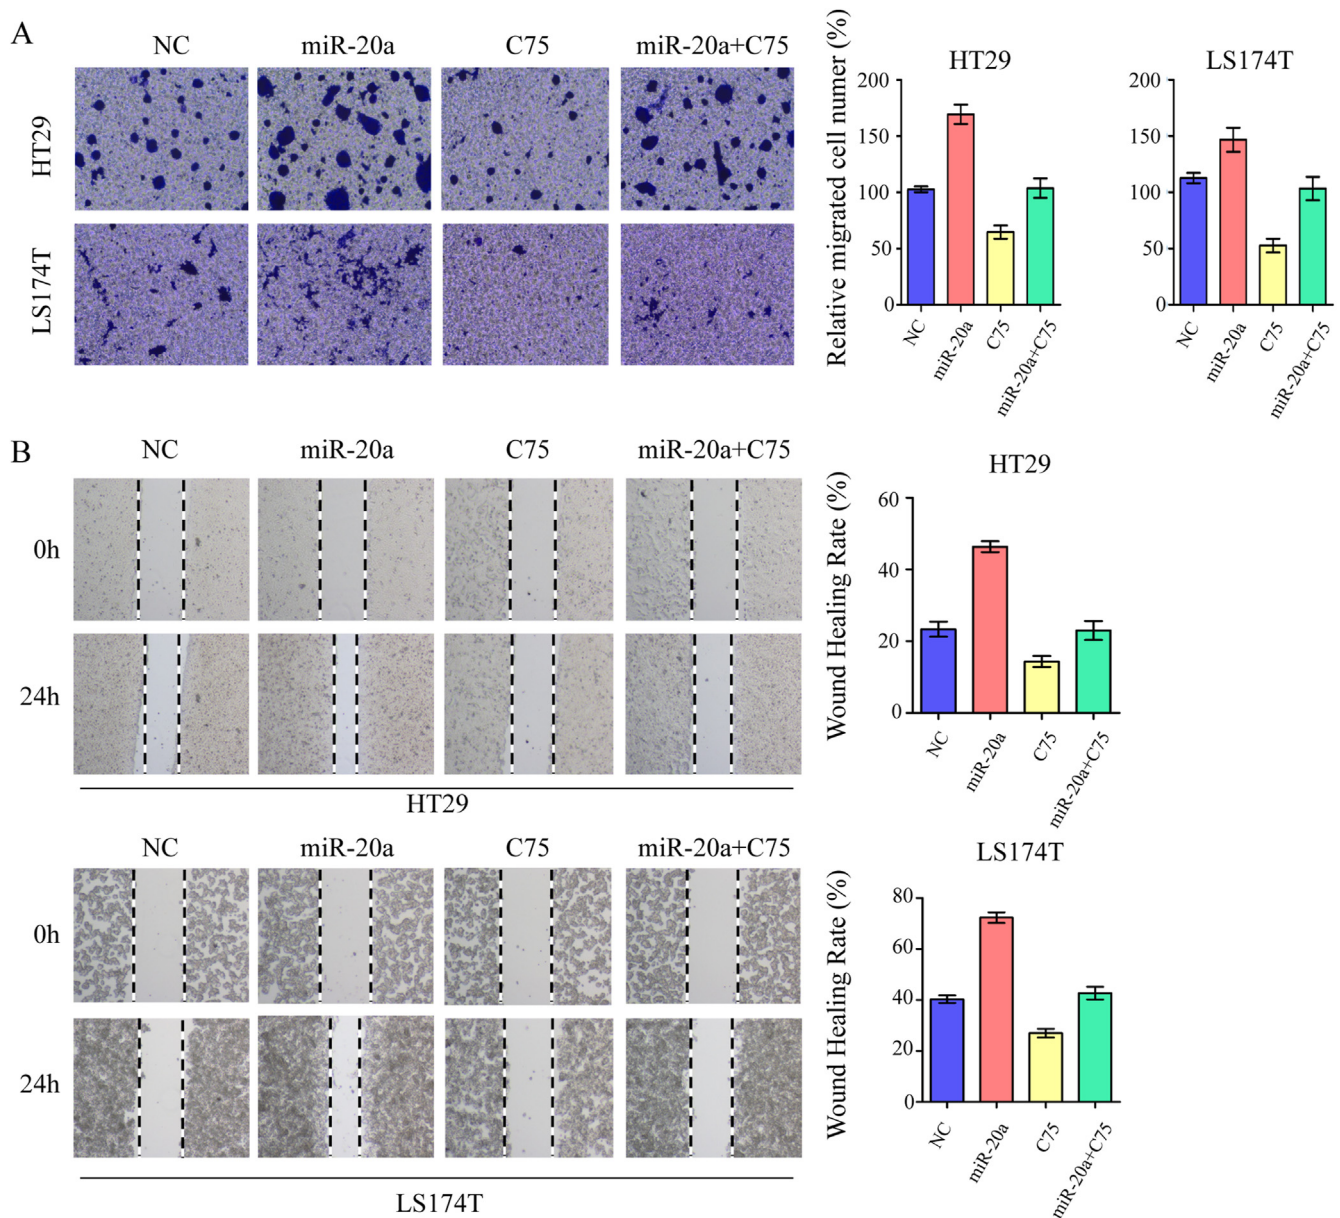 A
NC miR-20a C75 miR-20a+C75
HT29
LS174T
Relative migrated cell numer (%)
HT29
200
150
100
50
0
NC
miR-20a
C75
miR-20a+C75
LS174T
200
150
100
50
0
NC
miR-20a
C75
miR-20a+C75
B
NC miR-20a C75 miR-20a+C75
0h
24h
HT29
Wound Healing Rate (%)
HT29
60
40
20
0
NC
miR-20a
C75
miR-20a+C75
NC miR-20a C75 miR-20a+C75
0h
24h
LS174T
Wound Healing Rate (%)
LS174T
80
60
40
20
0
NC
miR-20a
C75
miR-20a+C75